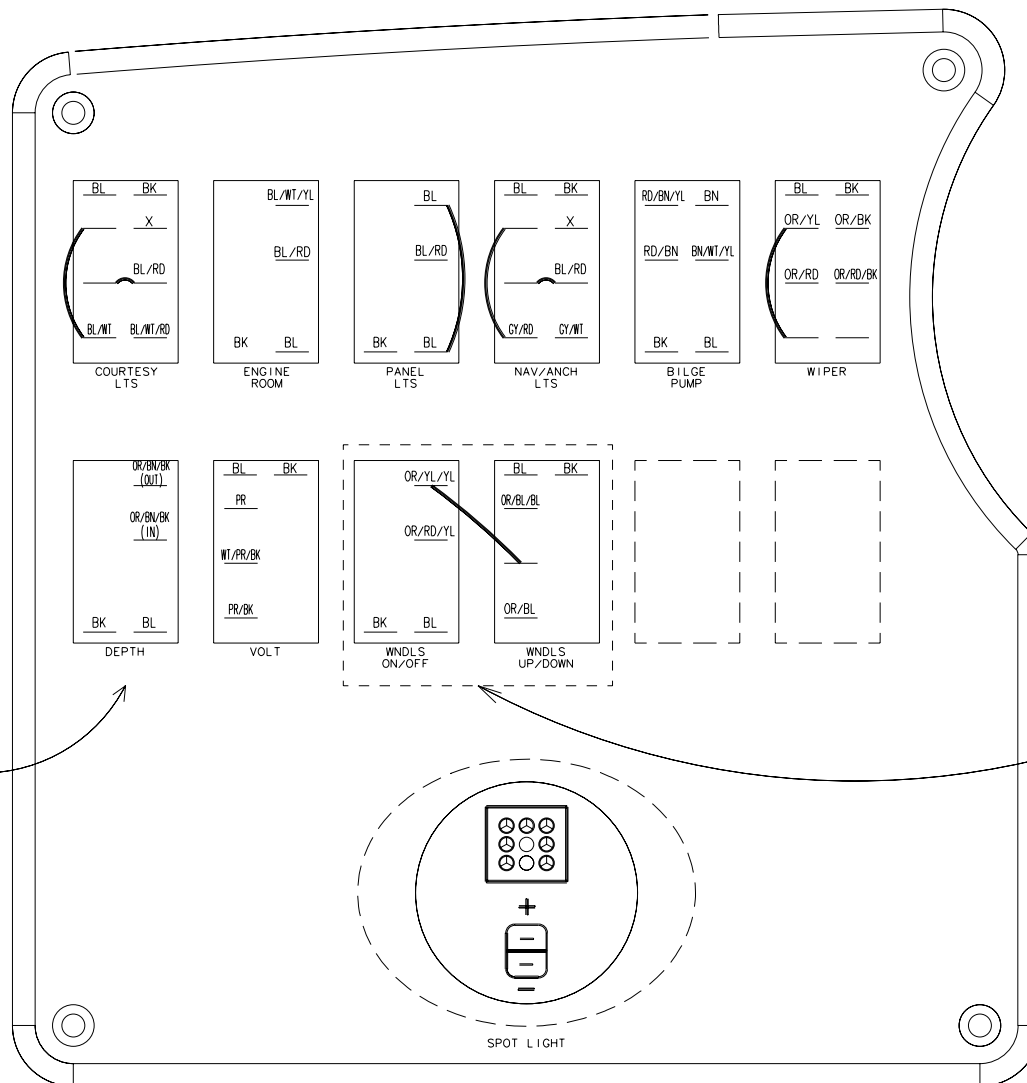 BL BK BL/WT/YL BL BL BK RD/BN/YL BN BL BK
X X OR/YL OR/BK
BL/RD BL/RD BL/RD BL/RD RD/BN BN/WT/YL OR/RD OR/RD/BK
BL/WT BL/WT/RD BK BL BK BL GY/RD GY/WT BK BL
COURTESY ENGINE PANEL NAV/ANCH BILGE WIPER
LTS ROOM LTS LTS PUMP
OR/BN/BK BL BK OR/YL/YL BL BK
(OUT) PR OR/BL/BL
OR/BN/BK OR/RD/YL
(IN) WT/PR/BK
PR/BK OR/BL
BK BL BK BL
DEPTH VOLT WNDLS WNDLS
ON/OFF UP/DOWN
+
-
-
-
SPOT LIGHT